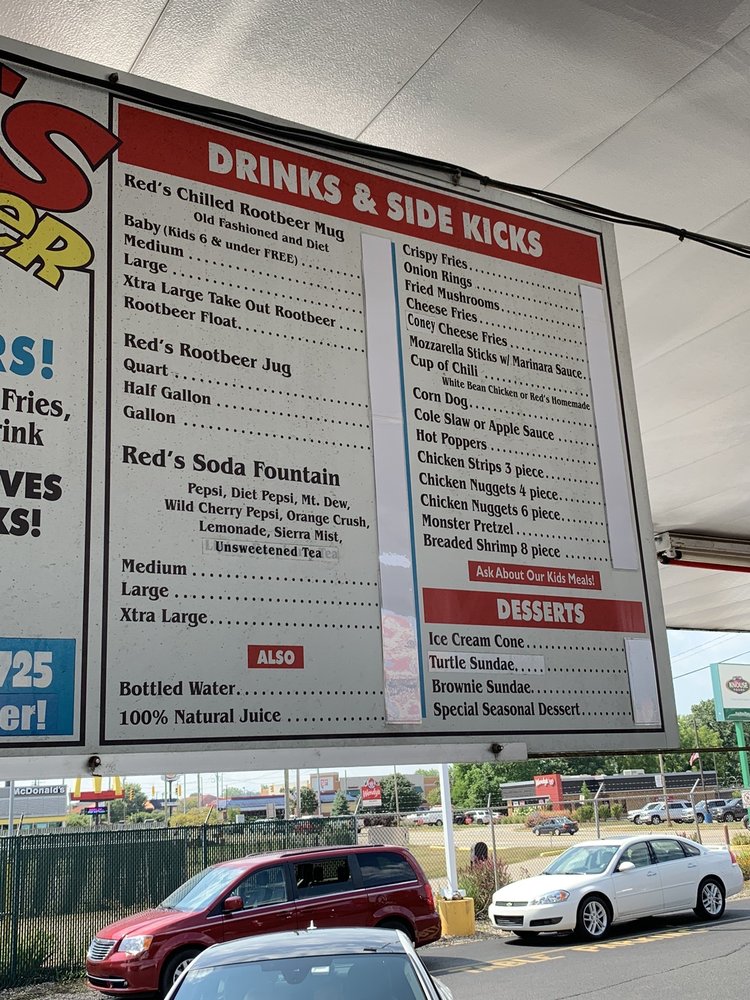 'S
eR
RS!
Fries,
rink
VES
KS!
725
er!
DRINKS & SIDE KICKS
Red's Chilled Rootbeer Mug
Old Fashioned and Diet
Baby (Kids 6 & under FREE)
Medium
Large
Xtra Large Take Out Rootbeer
Rootbeer Float
Red's Rootbeer Jug
Quart
Half Gallon
Gallon
Red's Soda Fountain
Pepsi, Diet Pepsi, Mt. Dew,
Wild Cherry Pepsi, Orange Crush,
Lemonade, Sierra Mist,
Unsweetened Tea
Medium
Large
Xtra Large
ALSO
Bottled Water
100% Natural Juice
Crispy Fries
Onion Rings
Fried Mushrooms
Cheese Fries
Coney Cheese Fries
Mozzarella Sticks w/ Marinara Sauce
Cup of Chili
White Bean Chicken or Red's Homemade
Corn Dog
Cole Slaw or Apple Sauce
Hot Poppers
Chicken Strips 3 piece
Chicken Nuggets 4 piece
Chicken Nuggets 6 piece
Monster Pretzel
Breaded Shrimp 8 piece
Ask About Our Kids Meals!
DESSERTS
Ice Cream Cone
Turtle Sundae
Brownie Sundae
Special Seasonal Dessert
KNOUSE
McDonald's
Wendy's